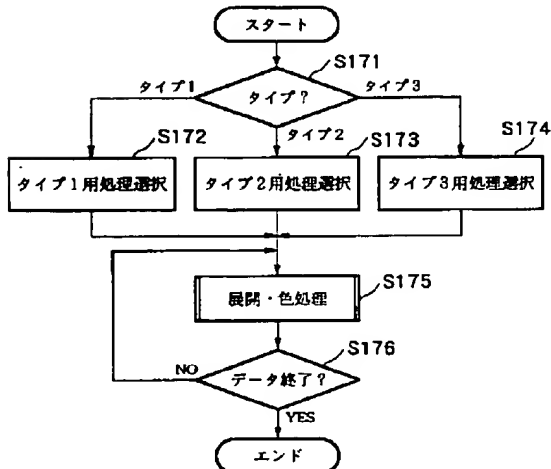 スタート
S171
タイプ1
タイプ?
タイプ3
タイプ2
S172
S173
S174
タイプ1用処理選択
タイプ2用処理選択
タイプ3用処理選択
S175
展開・色処理
S176
NO
データ終了?
YES
エンド